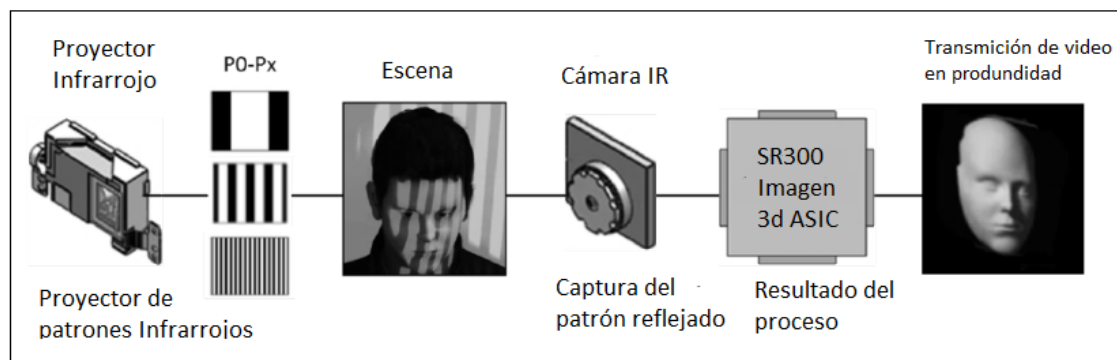 Proyector
Infrarrojo
P0-Px
Escena
Cámara IR
Transmición de video
en produndidad
SR300
Imagen
3d ASIC
Proyector de
patrones Infrarrojos
Captura del
patrón reflejado
Resultado del
proceso